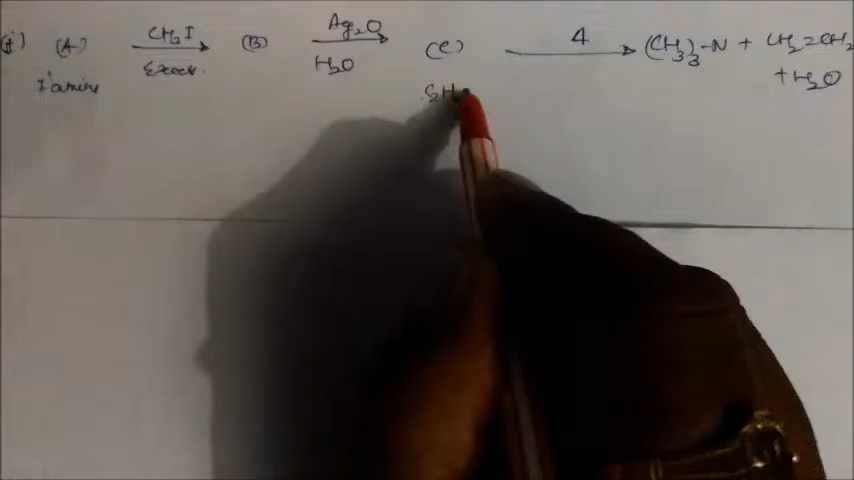 (A) CH3I (B) Ag2O (C) 4 (CH3)3-N + CH2=CH2
1°amine Excess. H2O + H2O